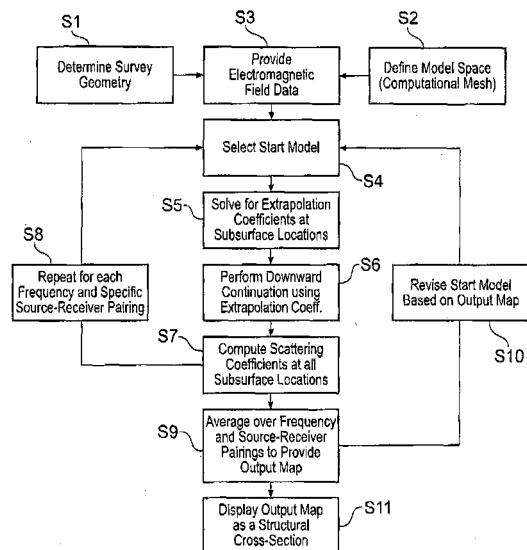 S1
S3
S2
Determine Survey
Geometry
Provide
Electromagnetic
Field Data
Define Model Space
(Computational Mesh)
Select Start Model
S4
S5
Solve for Extrapolation
Coefficients at
Subsurface Locations
S8
Repeat for each
Frequency and Specific
Source-Receiver Pairing
S6
Perform Downward
Continuation using
Extrapolation Coeff.
Revise Start Model
Based on Output Map
S10
S7
Compute Scattering
Coefficients at all
Subsurface Locations
S9
Average over Frequency
and Source-Receiver
Pairings to Provide
Output Map
Display Output Map
as a Structural
Cross-Section
S11